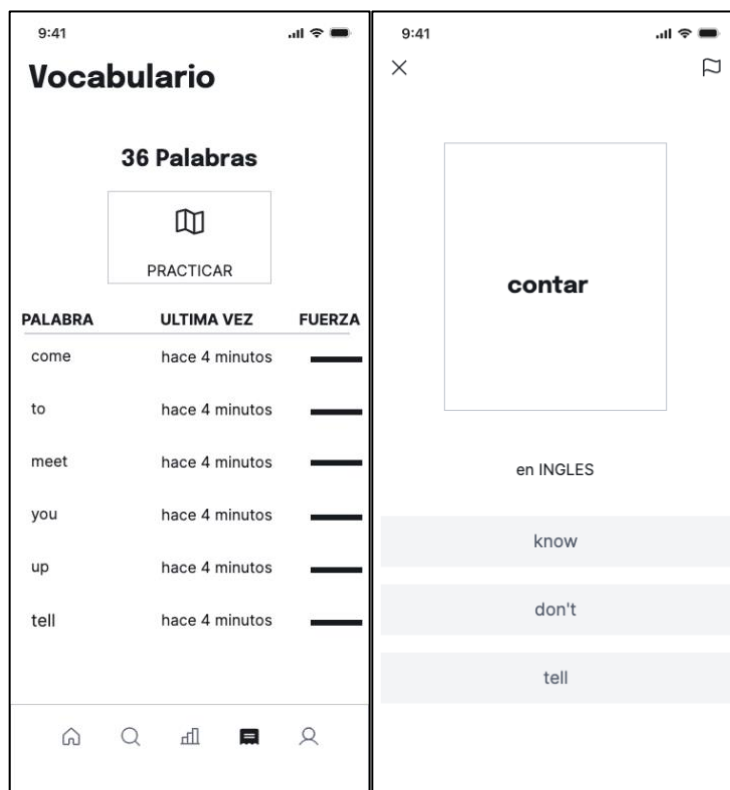 9:41
Vocabulario
36 Palabras
PRACTICAR
PALABRA ULTIMA VEZ FUERZA
come hace 4 minutos
to hace 4 minutos
meet hace 4 minutos
you hace 4 minutos
up hace 4 minutos
tell hace 4 minutos
9:41
contar
en INGLES
know
don't
tell